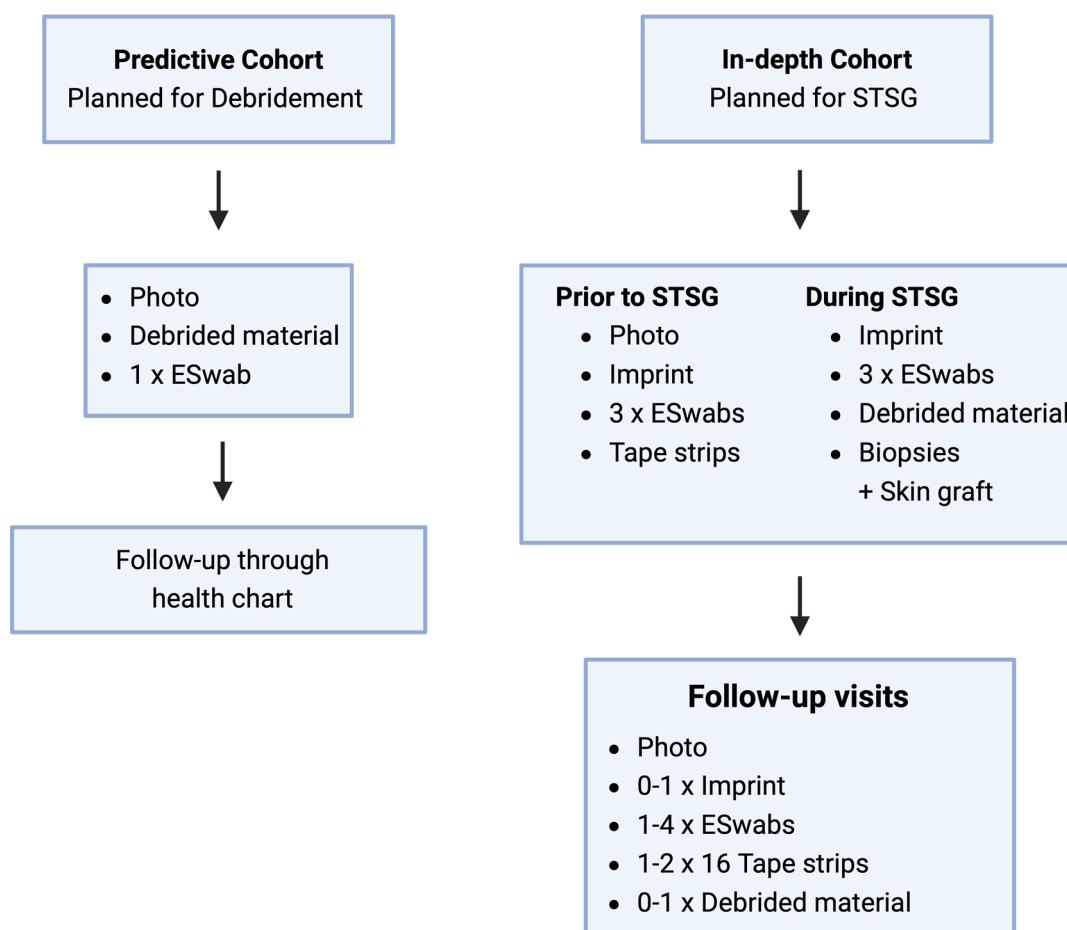 Predictive Cohort
Planned for Debridement
• Photo
• Debrided material
• 1 x ESwab
Follow-up through
health chart
In-depth Cohort
Planned for STSG
Prior to STSG
• Photo
• Imprint
• 3 x ESwabs
• Tape strips
During STSG
• Imprint
• 3 x ESwabs
• Debrided material
• Biopsies
+ Skin graft
Follow-up visits
• Photo
• 0-1 x Imprint
• 1-4 x ESwabs
• 1-2 x 16 Tape strips
• 0-1 x Debrided material